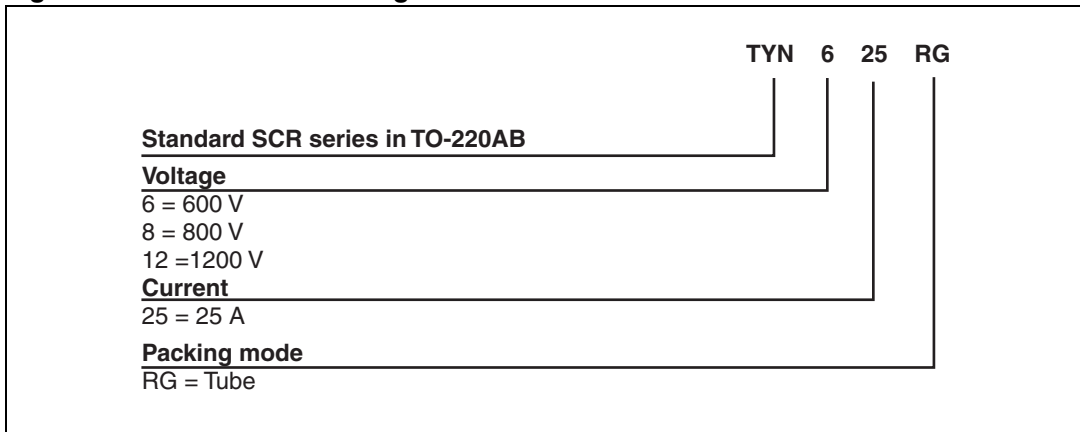 TYN 6 25 RG
Standard SCR series in TO-220AB
Voltage
6 = 600 V
8 = 800 V
12 =1200 V
Current
25 = 25 A
Packing mode
RG = Tube